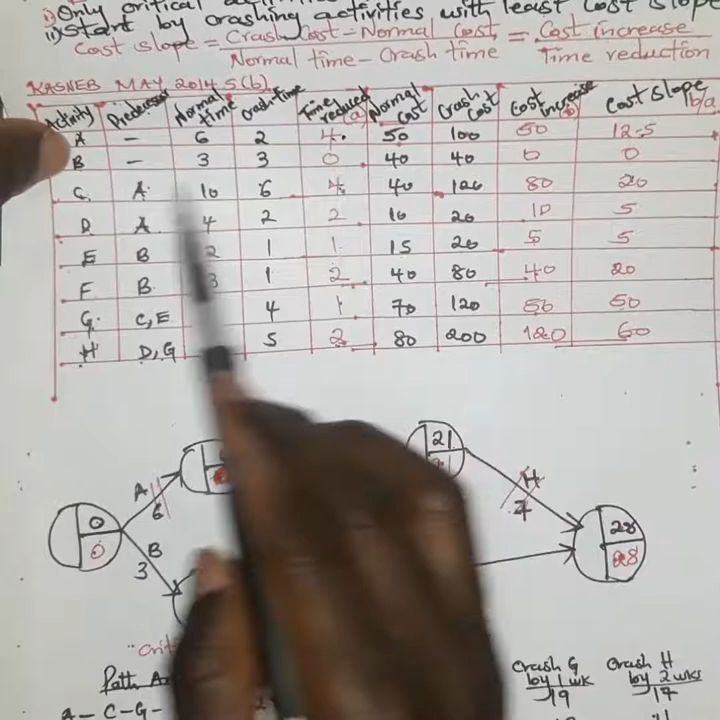 i) Only critical
ii) Start by crashing activities with least cost slope
Cost slope = Crash Cost - Normal cost = Cost increase
Normal time - Crash time Time reduction
KASNEB MAY 2014 5(b)
Activity Normal time Crash time Time reduced (a) Normal cost Crash cost Cost increase (b) Cost slope b/a
A - 6 2 4 50 100 50 12.5
B - 3 3 0 40 40 0 0
C A 10 6 4 40 120 80 20
D A 4 2 2 10 20 10 5
E B 2 1 1 15 20 5 5
F B 3 1 2 40 80 40 20
G C,E 4 1 70 120 50 50
H D,G 5 2 80 200 120 60
21
A H
6 7
0 28
0 28
B
3
Crash G Crash H
Path by 1 wk by 2 wks
19 17
A - C - G -